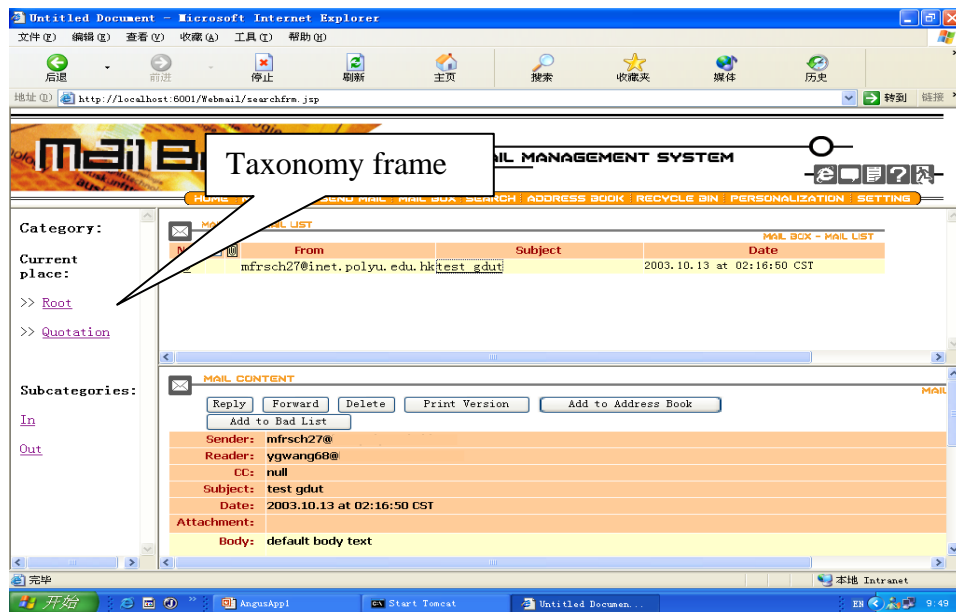 Untitled Document - Microsoft Internet Explorer
文件(F) 编辑(E) 查看(V) 收藏(A) 工具(T) 帮助(H)
后退 前进 停止 刷新 主页 搜索 收藏夹 媒体 历史
地址(D) http://localhost:6001/Webmail/searchfrm.jsp 转到 链接
Mail
MAIL MANAGEMENT SYSTEM
Taxonomy frame
HOME SEND MAIL MAIL BOX SEARCH ADDRESS BOOK RECYCLE BIN PERSONALIZATION SETTING
Category:
Current place:
>> Root
>> Quotation
Subcategories:
In
Out
LIST
MAIL BOX - MAIL LIST
From Subject Date
mfrsch27@inet.polyu.edu.hk test gdut 2003.10.13 at 02:16:50 CST
MAIL CONTENT
MAIL
Reply Forward Delete Print Version Add to Address Book
Add to Bad List
Sender: mfrsch27@
Reader: ygwang68@
CC: null
Subject: test gdut
Date: 2003.10.13 at 02:16:50 CST
Attachment:
Body: default body text
完毕 本地 Intranet
开始 AngusApp1 Start Tomcat Untitled Documen... EN 9:49